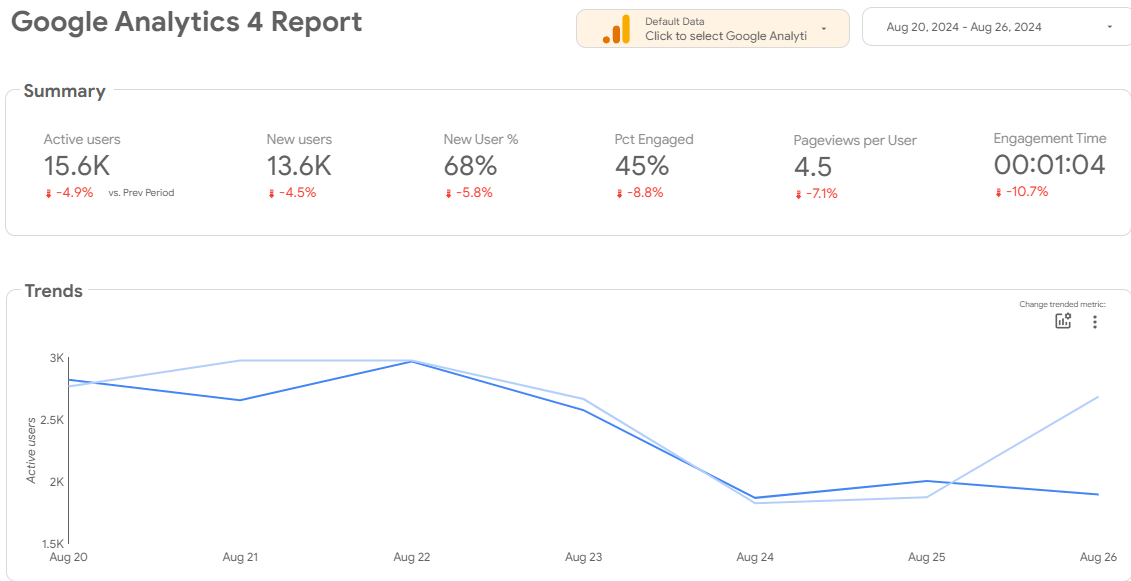 Google Analytics 4 Report
Default Data
Click to select Google Analyti
Aug 20, 2024 - Aug 26, 2024
Summary
Active users
15.6K
-4.9% vs. Prev Period
New users
13.6K
-4.5%
New User %
68%
-5.8%
Pct Engaged
45%
-8.8%
Pageviews per User
4.5
-7.1%
Engagement Time
00:01:04
-10.7%
Trends
Change trended metric:
3K
2.5K
2K
1.5K
Active users
Aug 20 Aug 21 Aug 22 Aug 23 Aug 24 Aug 25 Aug 26